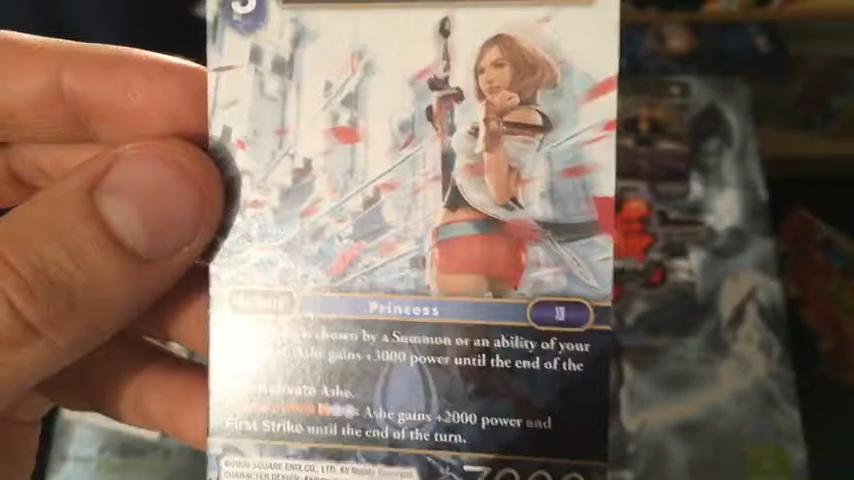 3
Princess
XII
chosen by a Summon or an ability of your
Ashe gains +3000 power until the end of the
Activate Ashe.
Ashe gains +2000 power and
First Strike until the end of the turn.
SQUARE ENIX CO., LTD. All Rights Reserved.
CHARACTER DESIGN:
7000